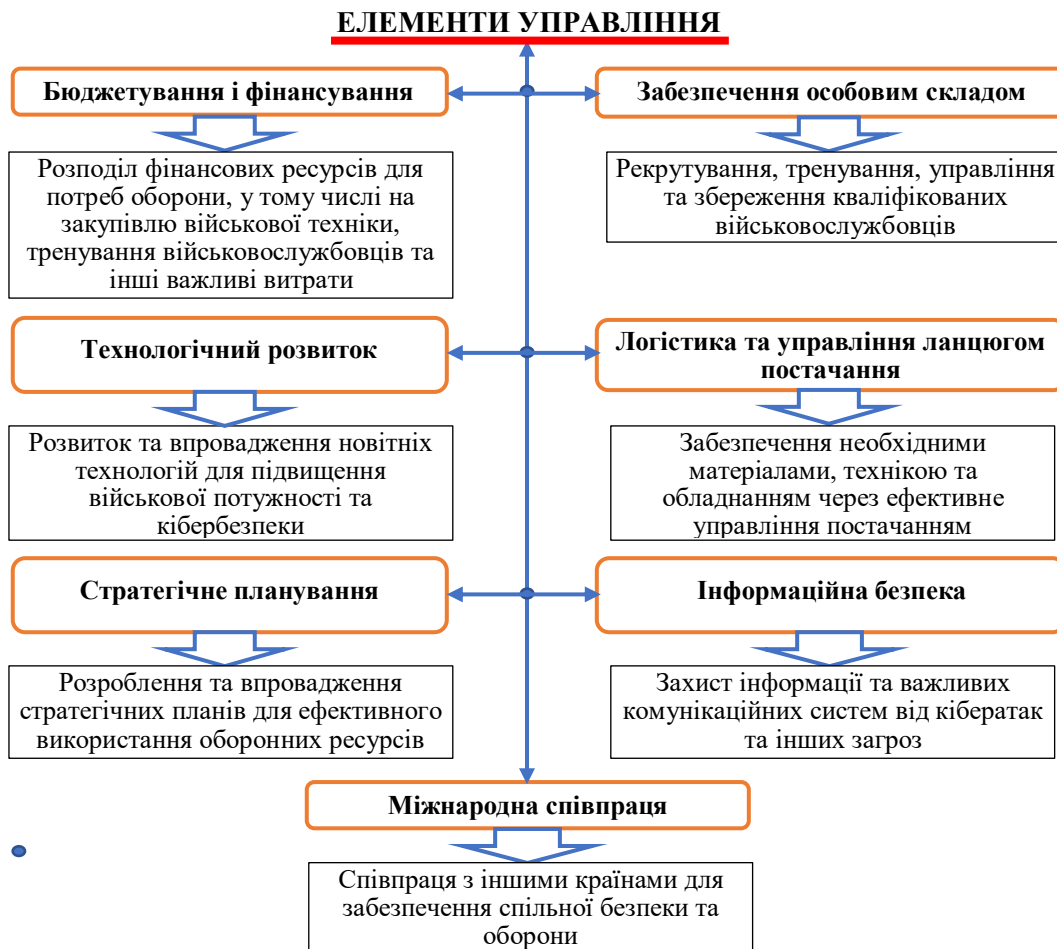 ЕЛЕМЕНТИ УПРАВЛІННЯ
Бюджетування і фінансування
Розподіл фінансових ресурсів для
потреб оборони, у тому числі на
закупівлю військової техніки,
тренування військовослужбовців та
інші важливі витрати
Забезпечення особовим складом
Рекрутування, тренування, управління
та збереження кваліфікованих
військовослужбовців
Технологічний розвиток
Розвиток та впровадження новітніх
технологій для підвищення
військової потужності та
кібербезпеки
Логістика та управління ланцюгом
постачання
Забезпечення необхідними
матеріалами, технікою та
обладнанням через ефективне
управління постачанням
Стратегічне планування
Розроблення та впровадження
стратегічних планів для ефективного
використання оборонних ресурсів
Інформаційна безпека
Захист інформації та важливих
комунікаційних систем від кібератак
та інших загроз
Міжнародна співпраця
Співпраця з іншими країнами для
забезпечення спільної безпеки та
оборони